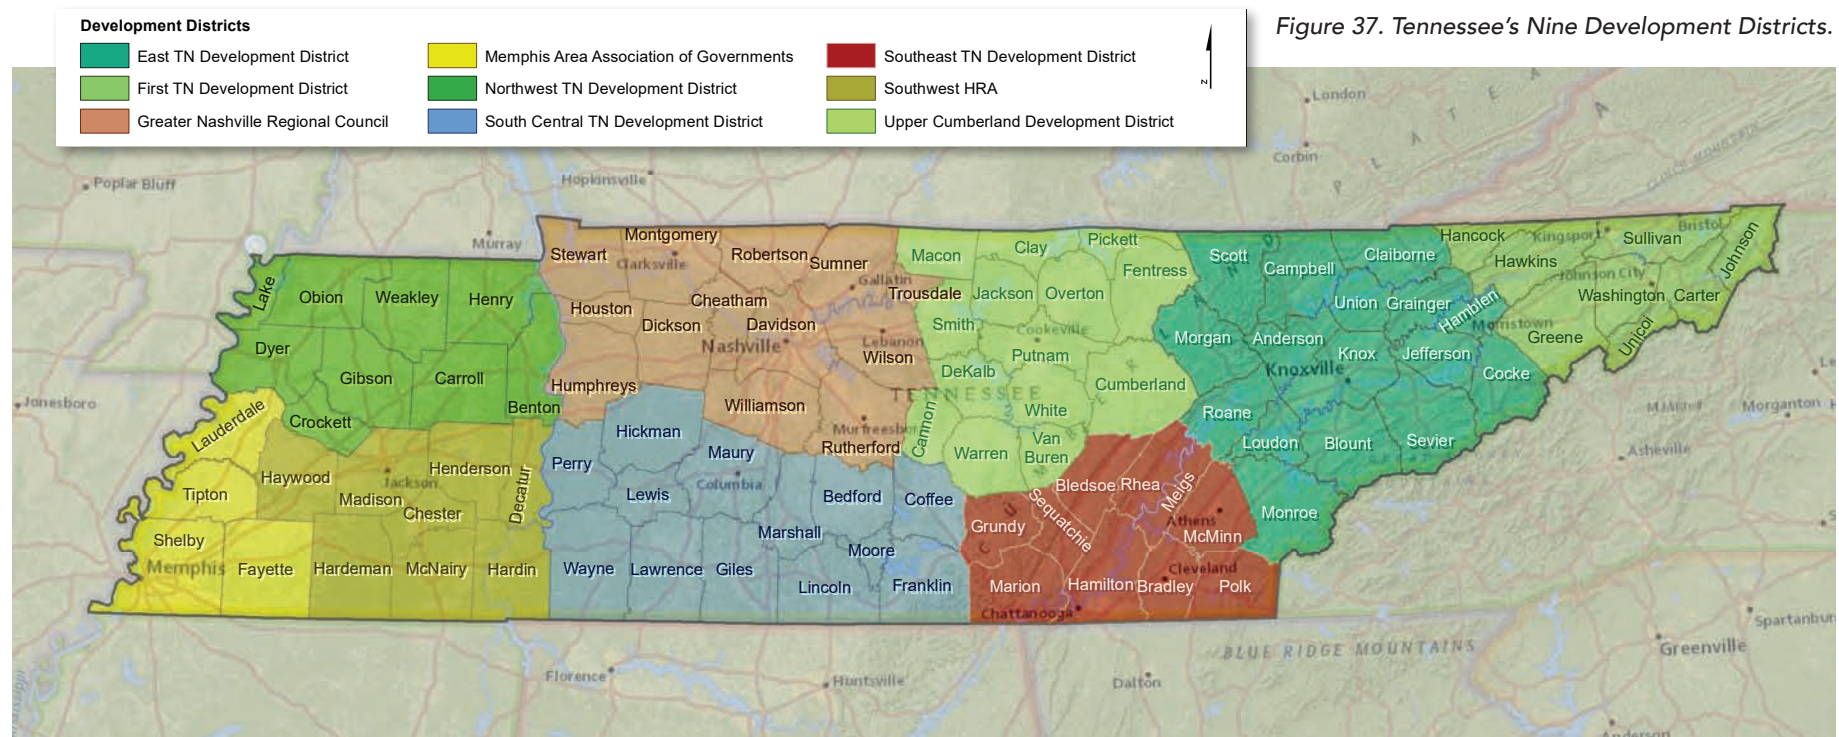 Figure 37. Tennessee's Nine Development Districts.
Development Districts
East TN Development District
First TN Development District
Greater Nashville Regional Council
Memphis Area Association of Governments
Northwest TN Development District
South Central TN Development District
Southeast TN Development District
Southwest HRA
Upper Cumberland Development District
N
London
Corbin
Hopkinsville
Poplar Bluff
Murray
Jonesboro
Lake
Obion
Weakley
Henry
Dyer
Gibson
Carroll
Benton
Crockett
Lauderdale
Tipton
Shelby
Memphis
Fayette
Haywood
Madison
Jackson
Henderson
Chester
Decatur
Hardeman
McNairy
Hardin
Stewart
Montgomery
Clarksville
Robertson
Sumner
Gallatin
Trousdale
Houston
Dickson
Cheatham
Davidson
Nashville
Lebanon
Wilson
Humphreys
Williamson
Rutherford
TENNESSEE
Hickman
Maury
Perry
Lewis
Columbia
Bedford
Coffee
Marshall
Moore
Wayne
Lawrence
Giles
Lincoln
Franklin
Macon
Clay
Pickett
Fentress
Jackson
Overton
Smith
Cookeville
Putnam
DeKalb
Cumberland
White
Cannon
Warren
Van
Buren
Bledsoe
Rhea
Meigs
Sequatchie
Grundy
Athens
McMinn
Marion
Hamilton
Bradley
Cleveland
Polk
Chattanooga
Scott
Campbell
Claiborne
Union
Grainger
Hamblen
Morgan
Anderson
Knox
Jefferson
Knoxville
Cocke
Roane
Loudon
Blount
Sevier
Monroe
Hancock
Kingsport
Sullivan
Bristol
Johnson
Hawkins
Johnson City
Washington
Carter
Morristown
Greene
Unicoi
Morganton
Asheville
Greenville
BLUE RIDGE MOUNTAINS
Florence
Huntsville
Dalton